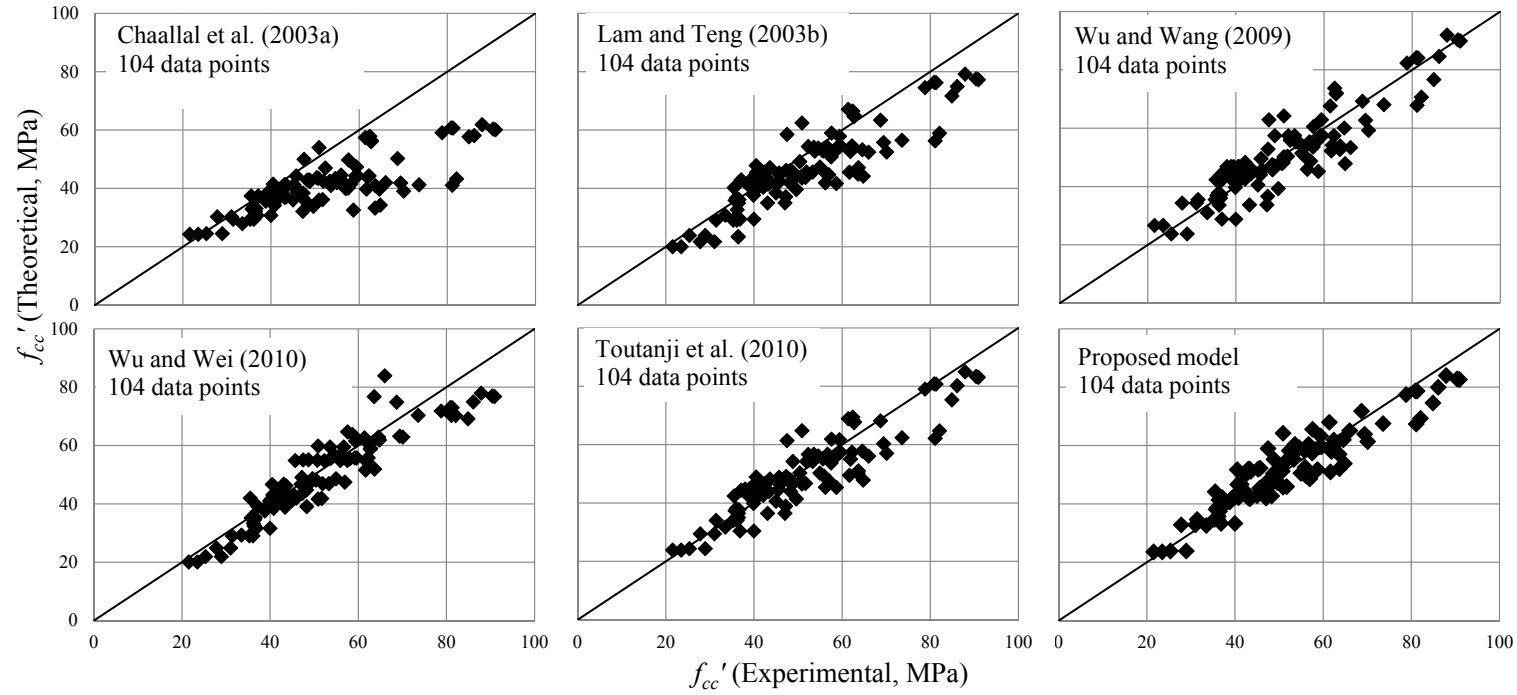 Chaallal et al. (2003a)
104 data points
Lam and Teng (2003b)
104 data points
Wu and Wang (2009)
104 data points
100
80
60
40
20
0
Wu and Wei (2010)
104 data points
Toutanji et al. (2010)
104 data points
Proposed model
104 data points
100
80
60
40
20
0
0 20 40 60 80 100
0 20 40 60 80 100
0 20 40 60 80 100
fcc′ (Theoretical, MPa)
fcc′ (Experimental, MPa)